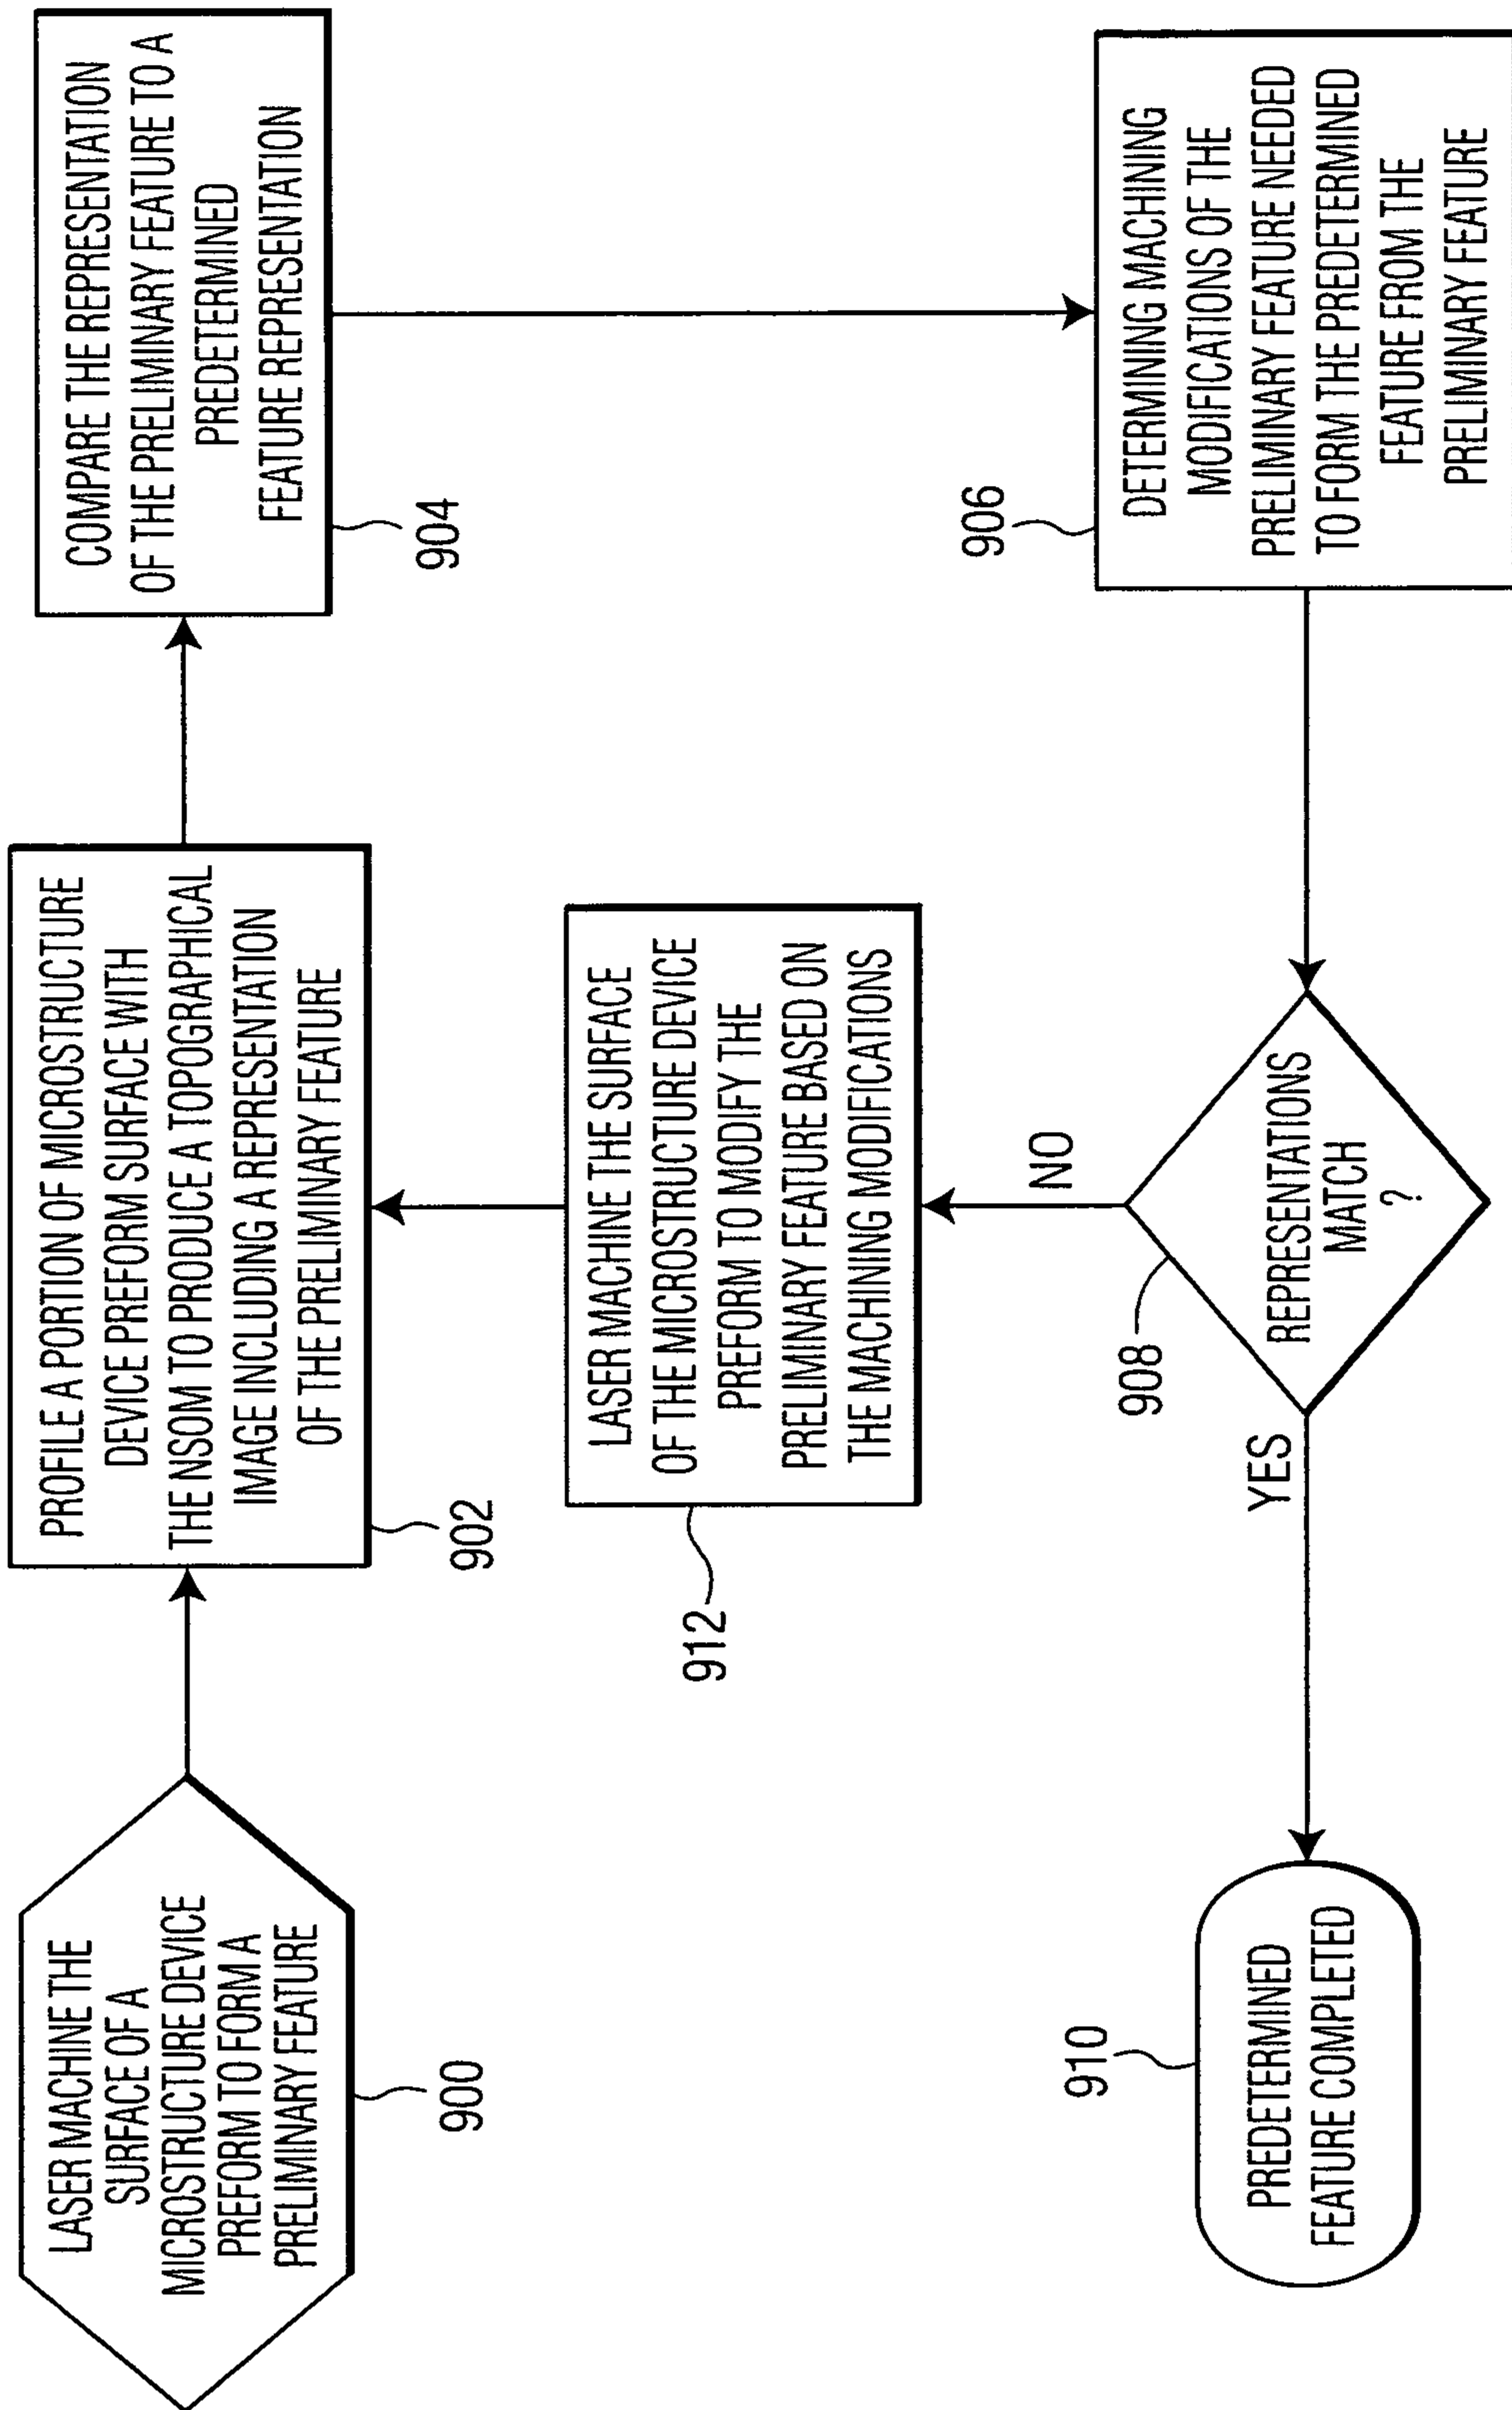 LASER MACHINE THE
SURFACE OF A
MICROSTRUCTURE DEVICE
PREFORM TO FORM A
PRELIMINARY FEATURE
900
PROFILE A PORTION OF MICROSTRUCTURE
DEVICE PREFORM SURFACE WITH
THE NSOM TO PRODUCE A TOPOGRAPHICAL
IMAGE INCLUDING A REPRESENTATION
OF THE PRELIMINARY FEATURE
902
COMPARE THE REPRESENTATION
OF THE PRELIMINARY FEATURE TO A
PREDETERMINED
FEATURE REPRESENTATION
904
DETERMINING MACHINING
MODIFICATIONS OF THE
PRELIMINARY FEATURE NEEDED
TO FORM THE PREDETERMINED
FEATURE FROM THE
PRELIMINARY FEATURE
906
REPRESENTATIONS
MATCH
?
908
NO
YES
LASER MACHINE THE SURFACE
OF THE MICROSTRUCTURE DEVICE
PREFORM TO MODIFY THE
PRELIMINARY FEATURE BASED ON
THE MACHINING MODIFICATIONS
912
PREDETERMINED
FEATURE COMPLETED
910